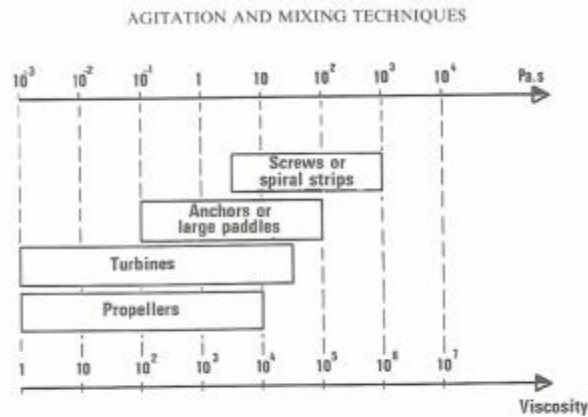 AGITATION AND MIXING TECHNIQUES
10⁻³ 10⁻² 10⁻¹ 1 10 10² 10³ 10⁴ Pa.s
Screws or
spiral strips
Anchors or
large paddles
Turbines
Propellers
1 10 10² 10³ 10⁴ 10⁵ 10⁶ 10⁷
Viscosity